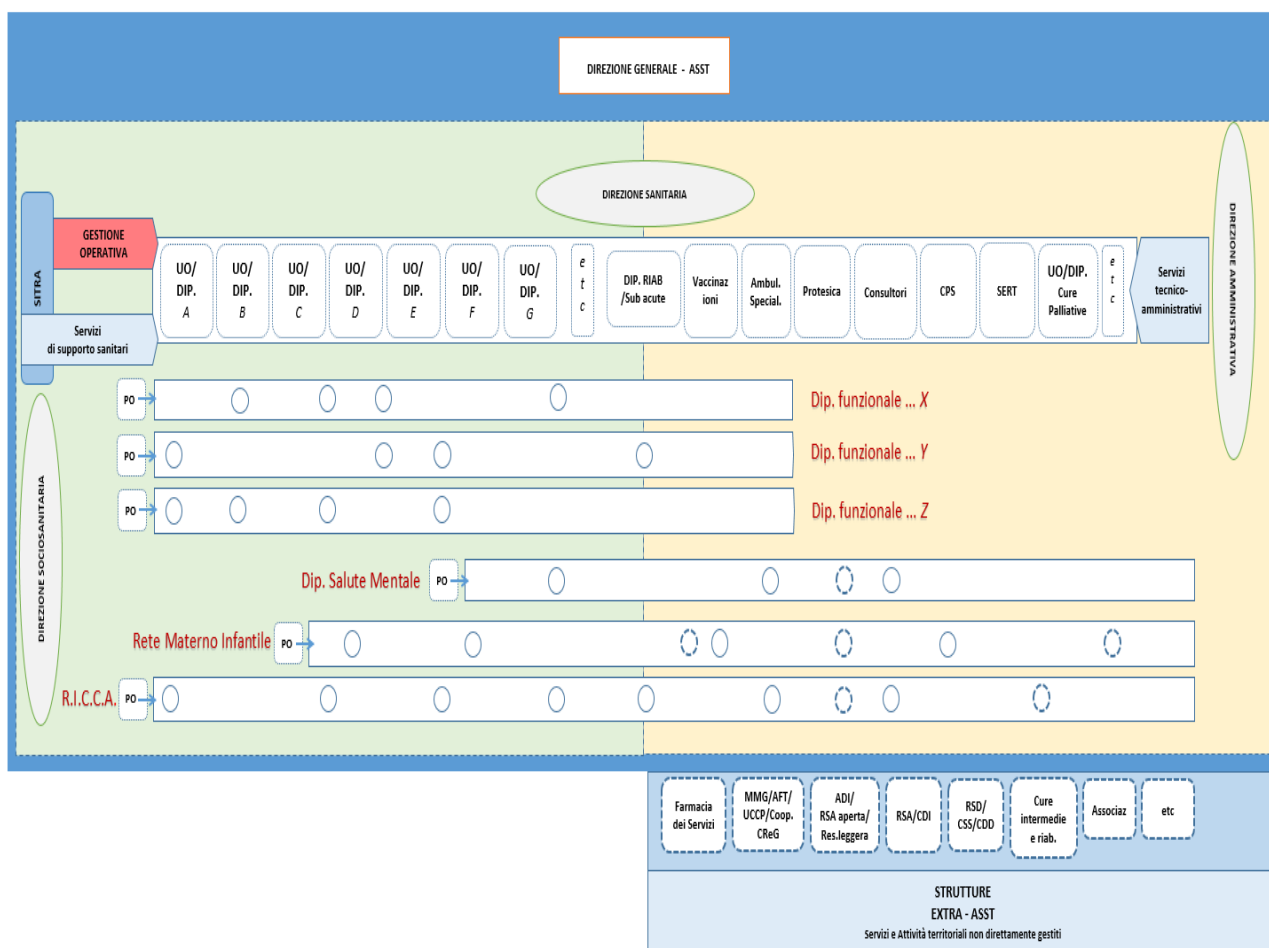 DIREZIONE GENERALE - ASST
DIREZIONE SANITARIA
DIREZIONE AMMINISTRATIVA
SITRA
GESTIONE
OPERATIVA
Servizi
di supporto sanitari
UO/
DIP.
A
UO/
DIP.
B
UO/
DIP.
C
UO/
DIP.
D
UO/
DIP.
E
UO/
DIP.
F
UO/
DIP.
G
e
t
c
DIP. RIAB
/Sub acute
Vaccinaz
ioni
Ambul.
Special.
Protesica
Consultori
CPS
SERT
UO/DIP.
Cure
Palliative
e
t
c
Servizi
tecnico-
amministrativi
DIREZIONE SOCIOSANITARIA
PO
Dip. funzionale ... X
PO
Dip. funzionale ... Y
PO
Dip. funzionale ... Z
Dip. Salute Mentale PO
Rete Materno Infantile PO
R.I.C.C.A. PO
Farmacia
dei Servizi
MMG/AFT/
UCCP/Coop.
CReG
ADI/
RSA aperta/
Res.leggera
RSA/CDI
RSD/
CSS/CDD
Cure
intermedie
e riab.
Associaz
etc
STRUTTURE
EXTRA - ASST
Servizi e Attività territoriali non direttamente gestiti